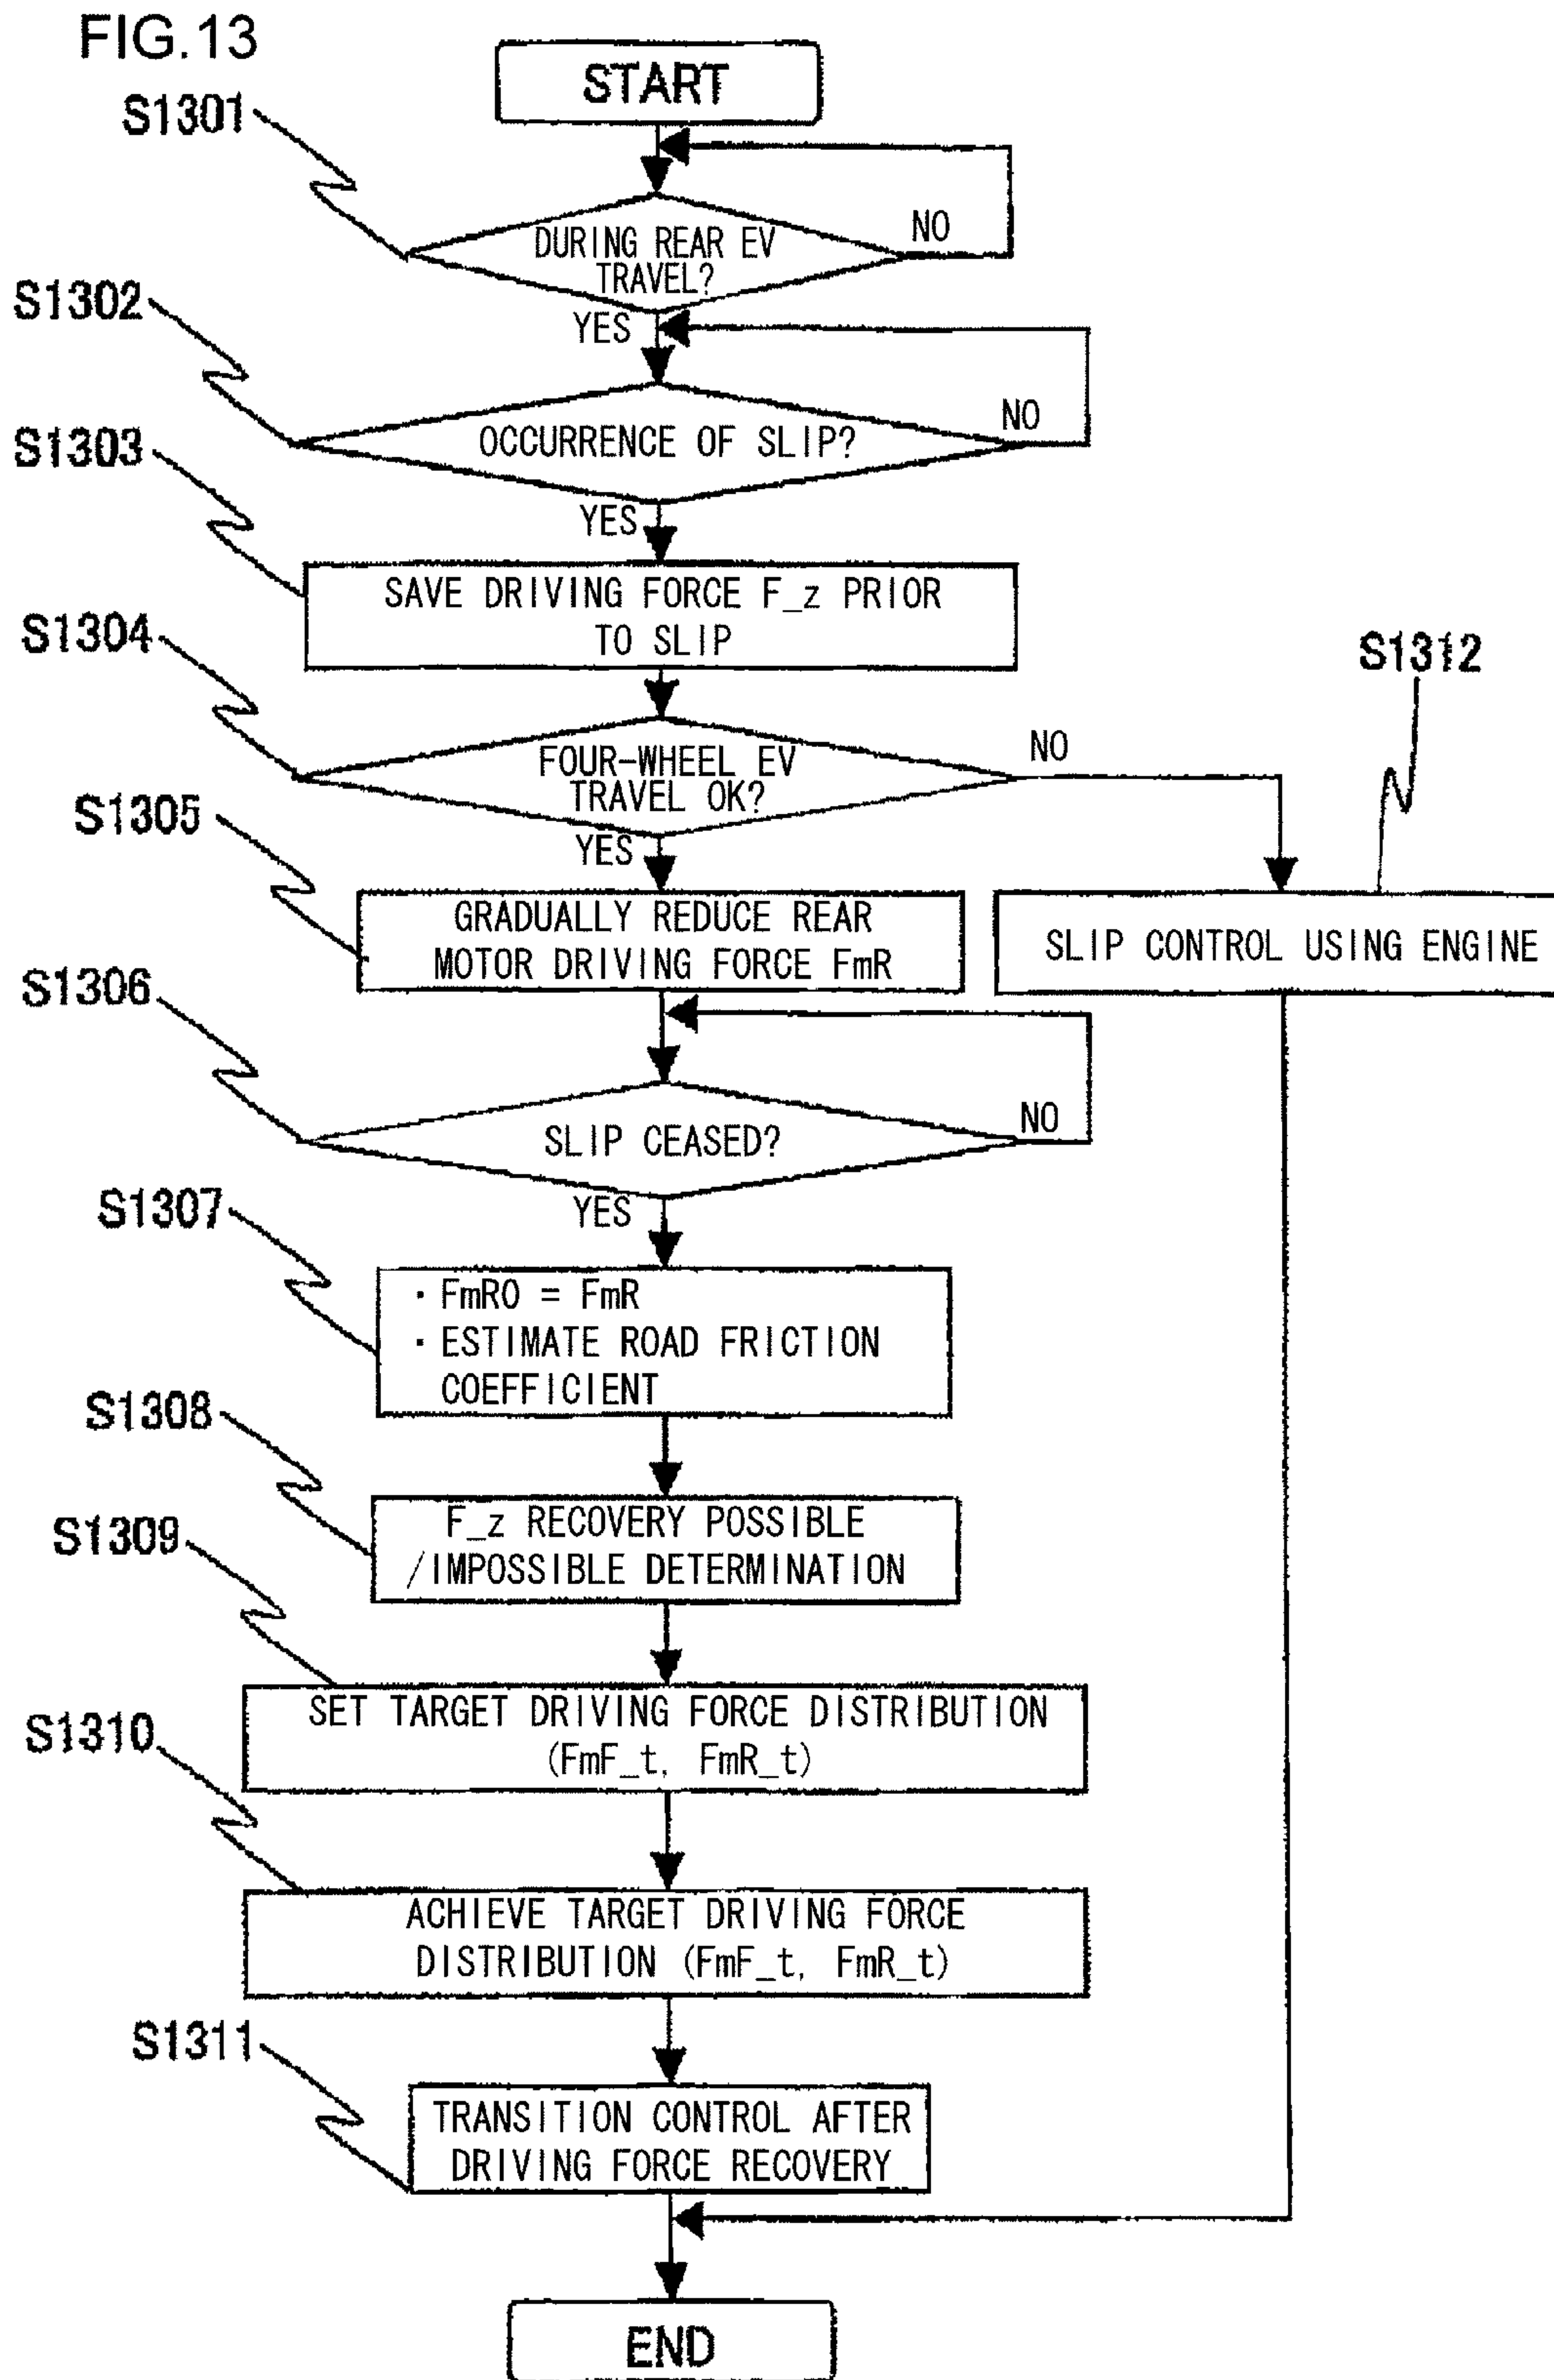 FIG.13
START
S1301
DURING REAR EV
TRAVEL?
NO
YES
S1302
OCCURRENCE OF SLIP?
NO
YES
S1303
SAVE DRIVING FORCE F_z PRIOR
TO SLIP
S1304
FOUR-WHEEL EV
TRAVEL OK?
NO
YES
S1312
SLIP CONTROL USING ENGINE
S1305
GRADUALLY REDUCE REAR
MOTOR DRIVING FORCE FmR
S1306
SLIP CEASED?
NO
YES
S1307
· FmR0 = FmR
· ESTIMATE ROAD FRICTION
COEFFICIENT
S1308
F_z RECOVERY POSSIBLE
/IMPOSSIBLE DETERMINATION
S1309
SET TARGET DRIVING FORCE DISTRIBUTION
(FmF_t, FmR_t)
S1310
ACHIEVE TARGET DRIVING FORCE
DISTRIBUTION (FmF_t, FmR_t)
S1311
TRANSITION CONTROL AFTER
DRIVING FORCE RECOVERY
END